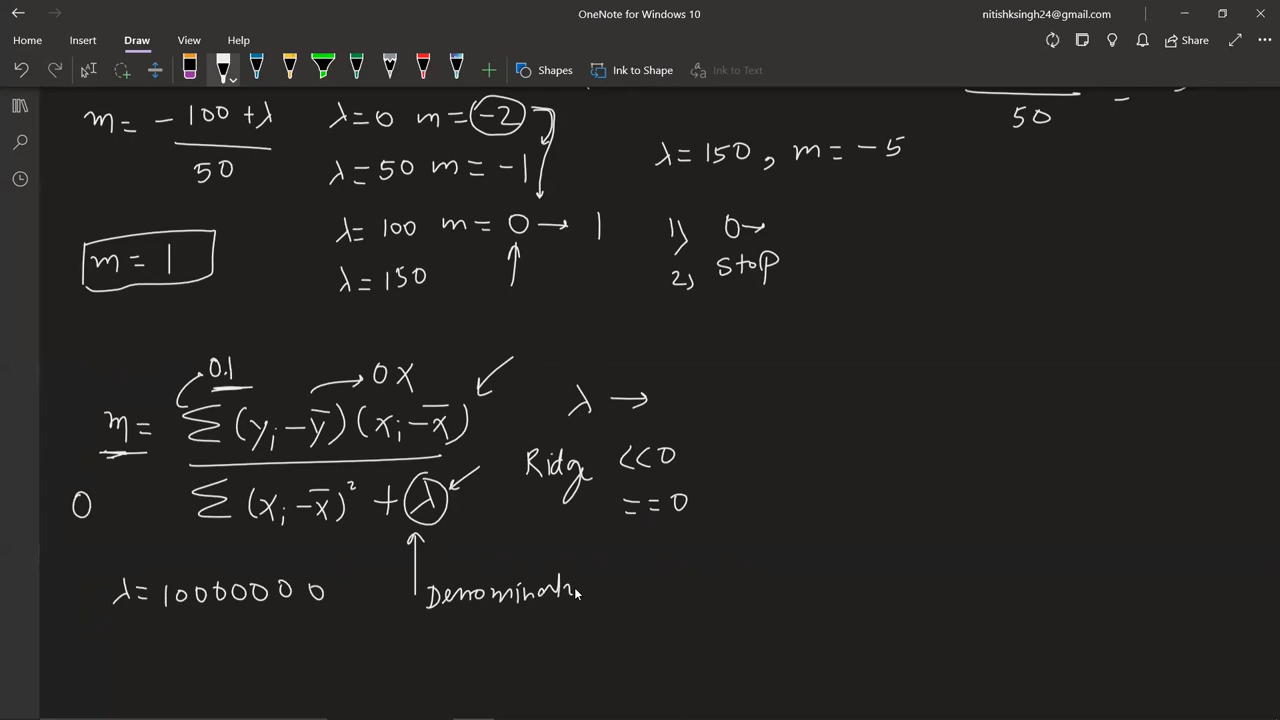 OneNote for Windows 10
nitishksingh24@gmail.com
Home Insert Draw View Help
Share
Shapes Ink to Shape Ink to Text
m = - 100 + λ / 50
λ = 0 m = -2
λ = 50 m = -1
λ = 100 m = 0 → 1
λ = 150
50
λ = 150, m = -5
1) 0→
2) stop
m = 1
0.1
→ 0 X
m = Σ (yᵢ - ȳ) (xᵢ - x̄) / Σ (xᵢ - x̄)² + λ
0
λ →
Ridge << 0
= = 0
λ = 10000000
Denominat